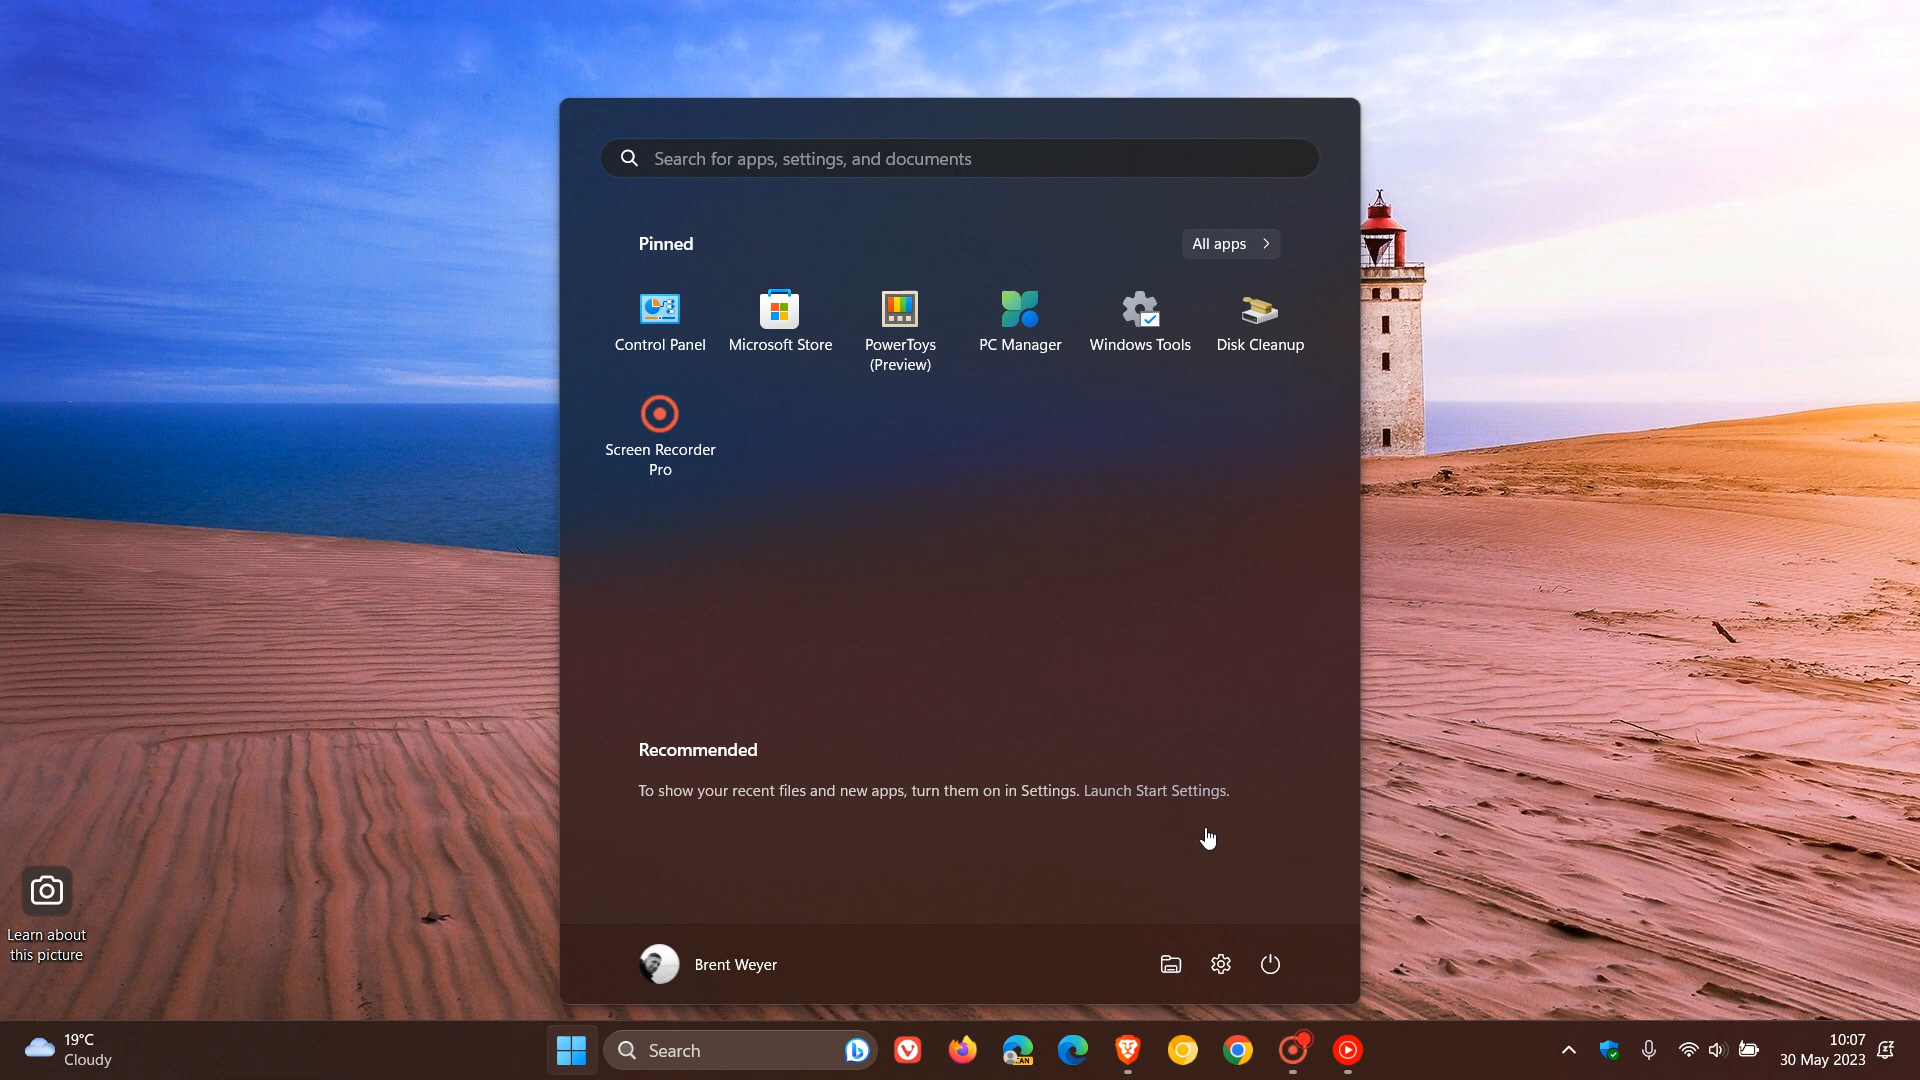 Search for apps, settings, and documents
Pinned
All apps
Control Panel
Microsoft Store
PowerToys
(Preview)
PC Manager
Windows Tools
Disk Cleanup
Screen Recorder
Pro
Recommended
To show your recent files and new apps, turn them on in Settings. Launch Start Settings.
Learn about
this picture
Brent Weyer
19°C
Cloudy
Search
CAN
10:07
30 May 2023